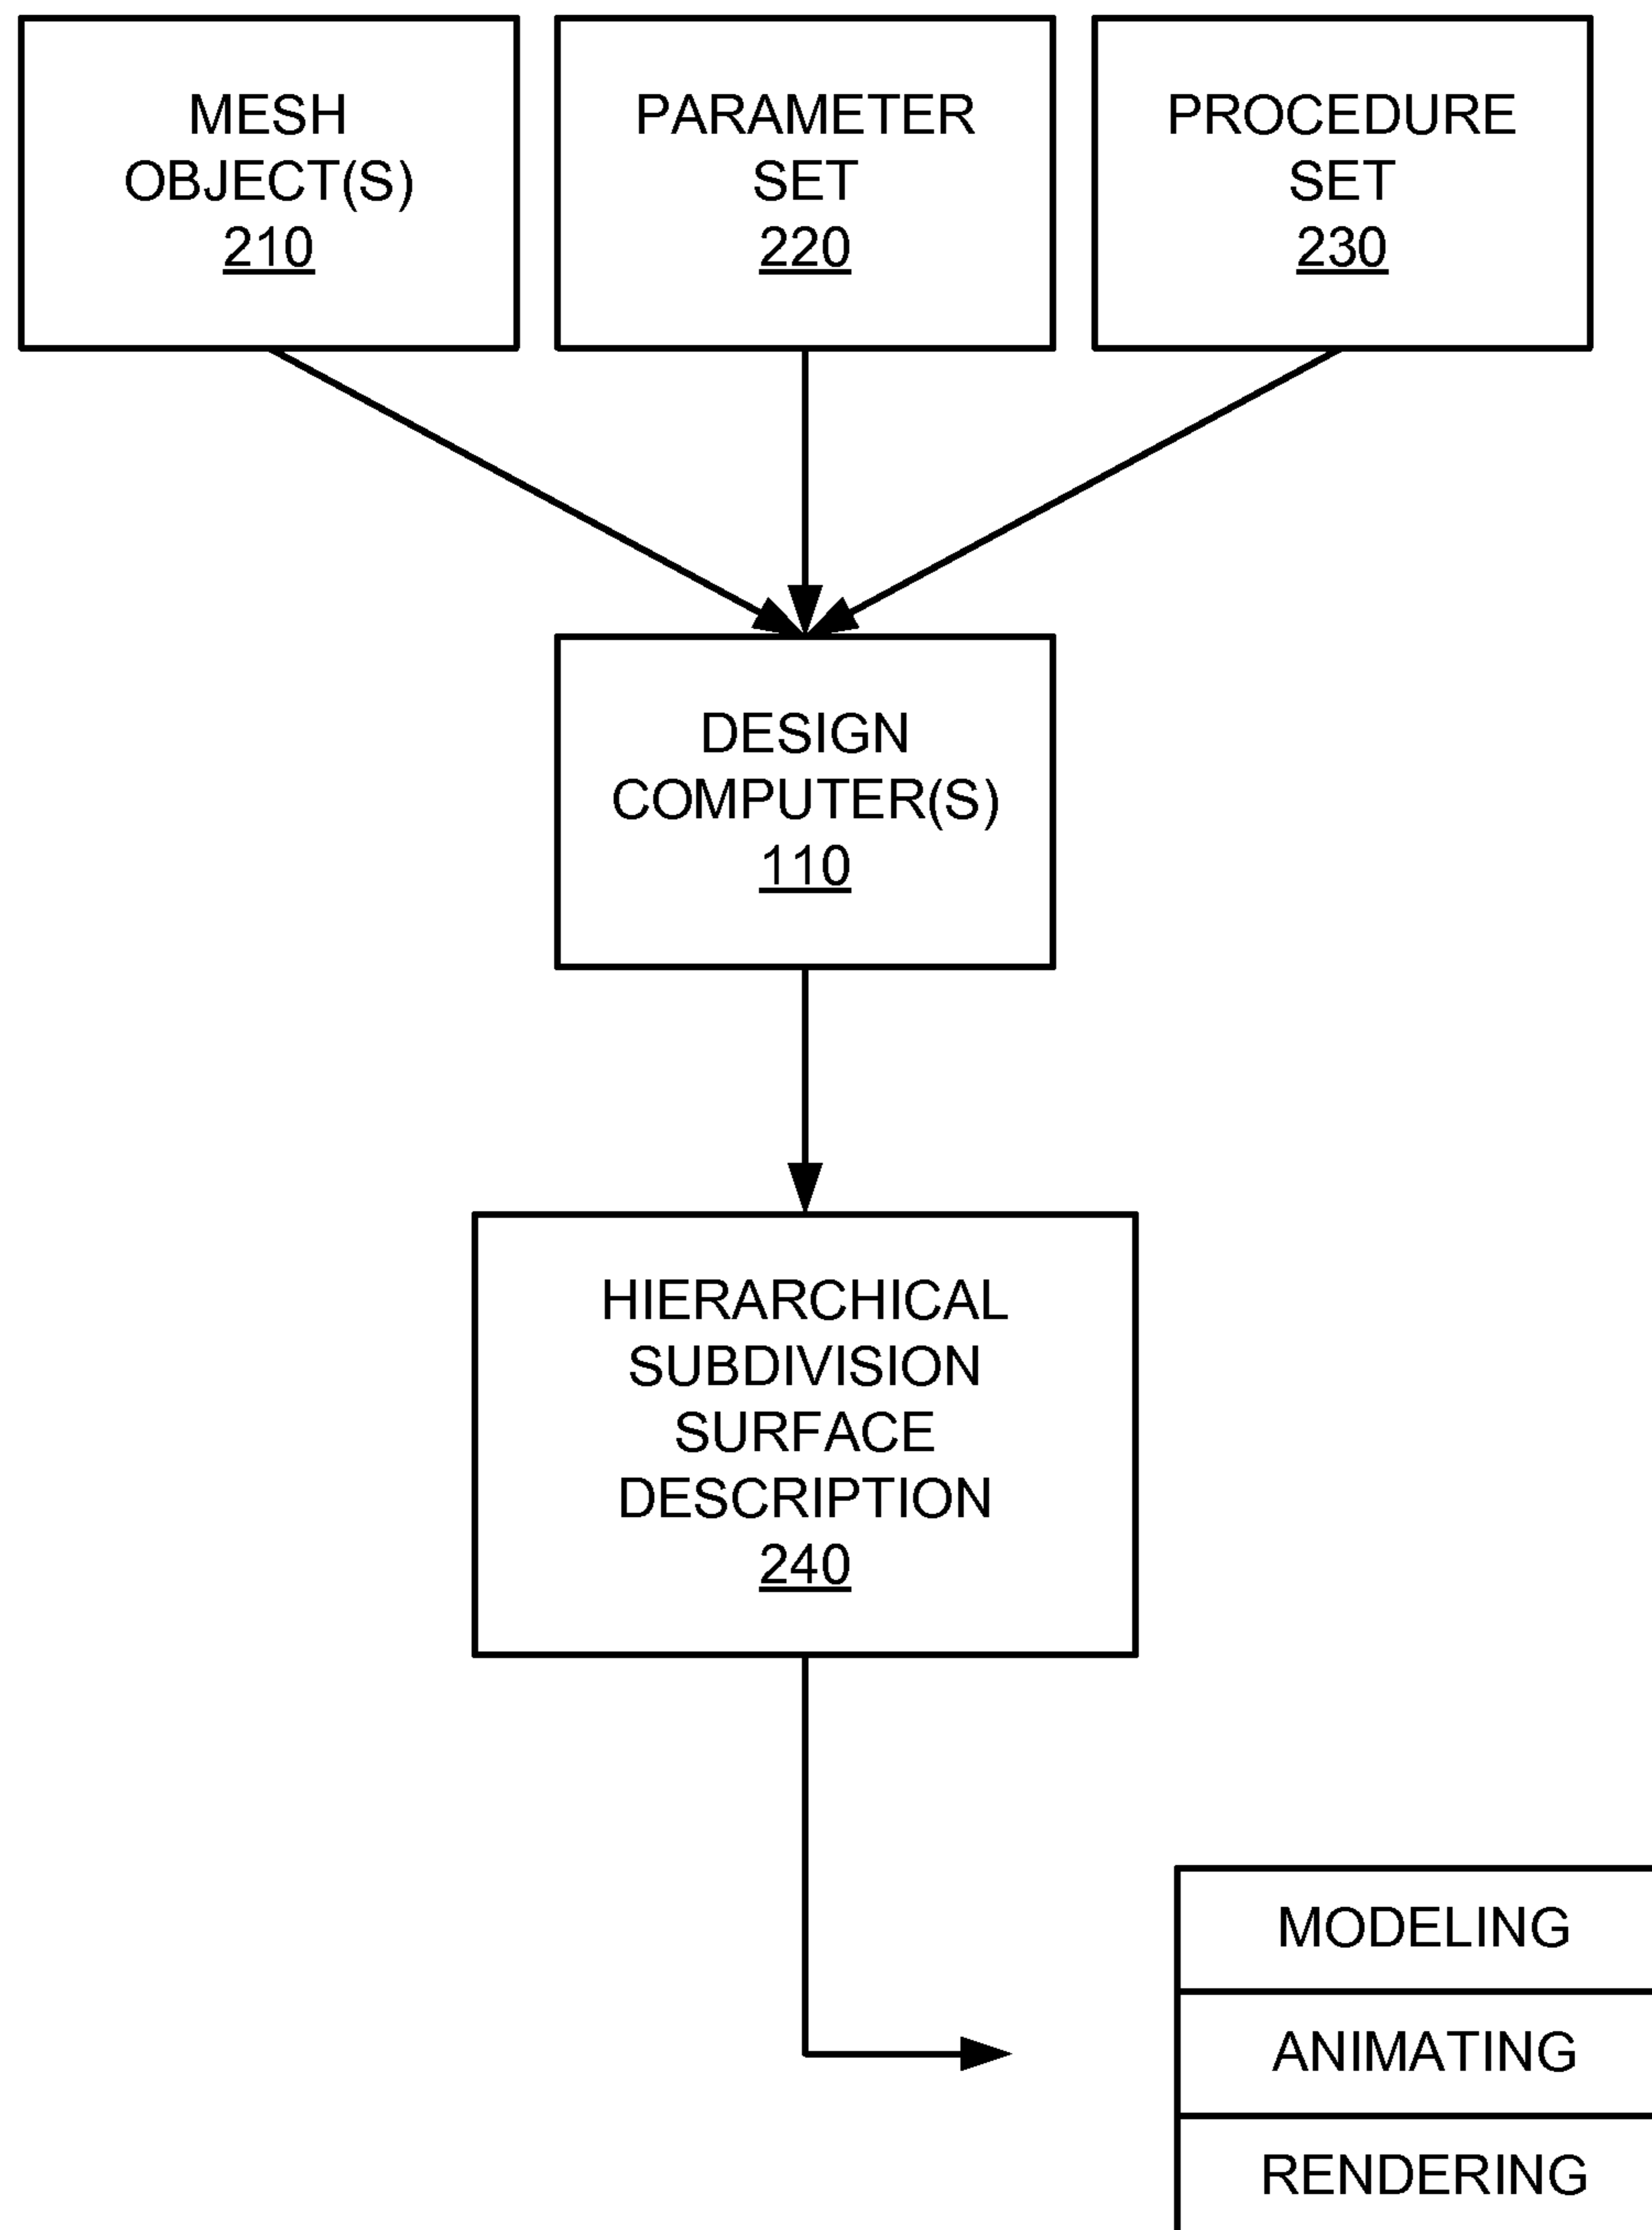 MESH
OBJECT(S)
210
PARAMETER
SET
220
PROCEDURE
SET
230
DESIGN
COMPUTER(S)
110
HIERARCHICAL
SUBDIVISION
SURFACE
DESCRIPTION
240
MODELING
ANIMATING
RENDERING